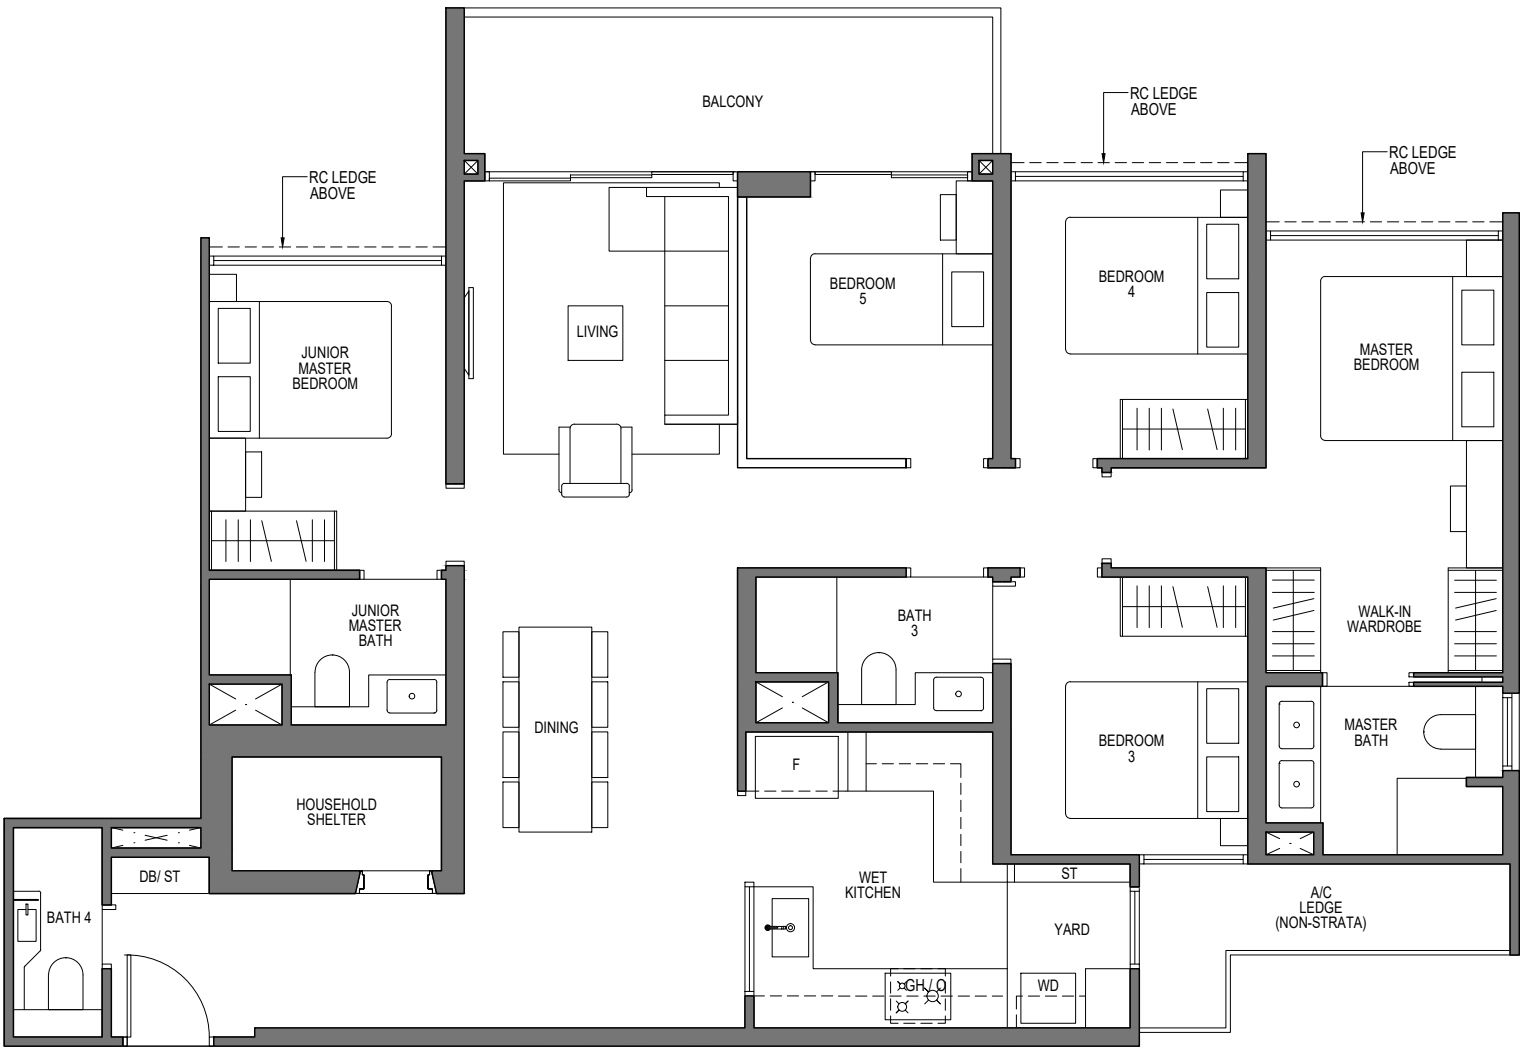 BALCONY
RC LEDGE
ABOVE
RC LEDGE
ABOVE
RC LEDGE
ABOVE
BEDROOM
5
BEDROOM
4
LIVING
JUNIOR
MASTER
BEDROOM
MASTER
BEDROOM
JUNIOR
MASTER
BATH
BATH
3
WALK-IN
WARDROBE
DINING
BEDROOM
3
MASTER
BATH
F
HOUSEHOLD
SHELTER
DB/ ST
WET
KITCHEN
ST
A/C
LEDGE
(NON-STRATA)
BATH 4
YARD
GH / O
WD